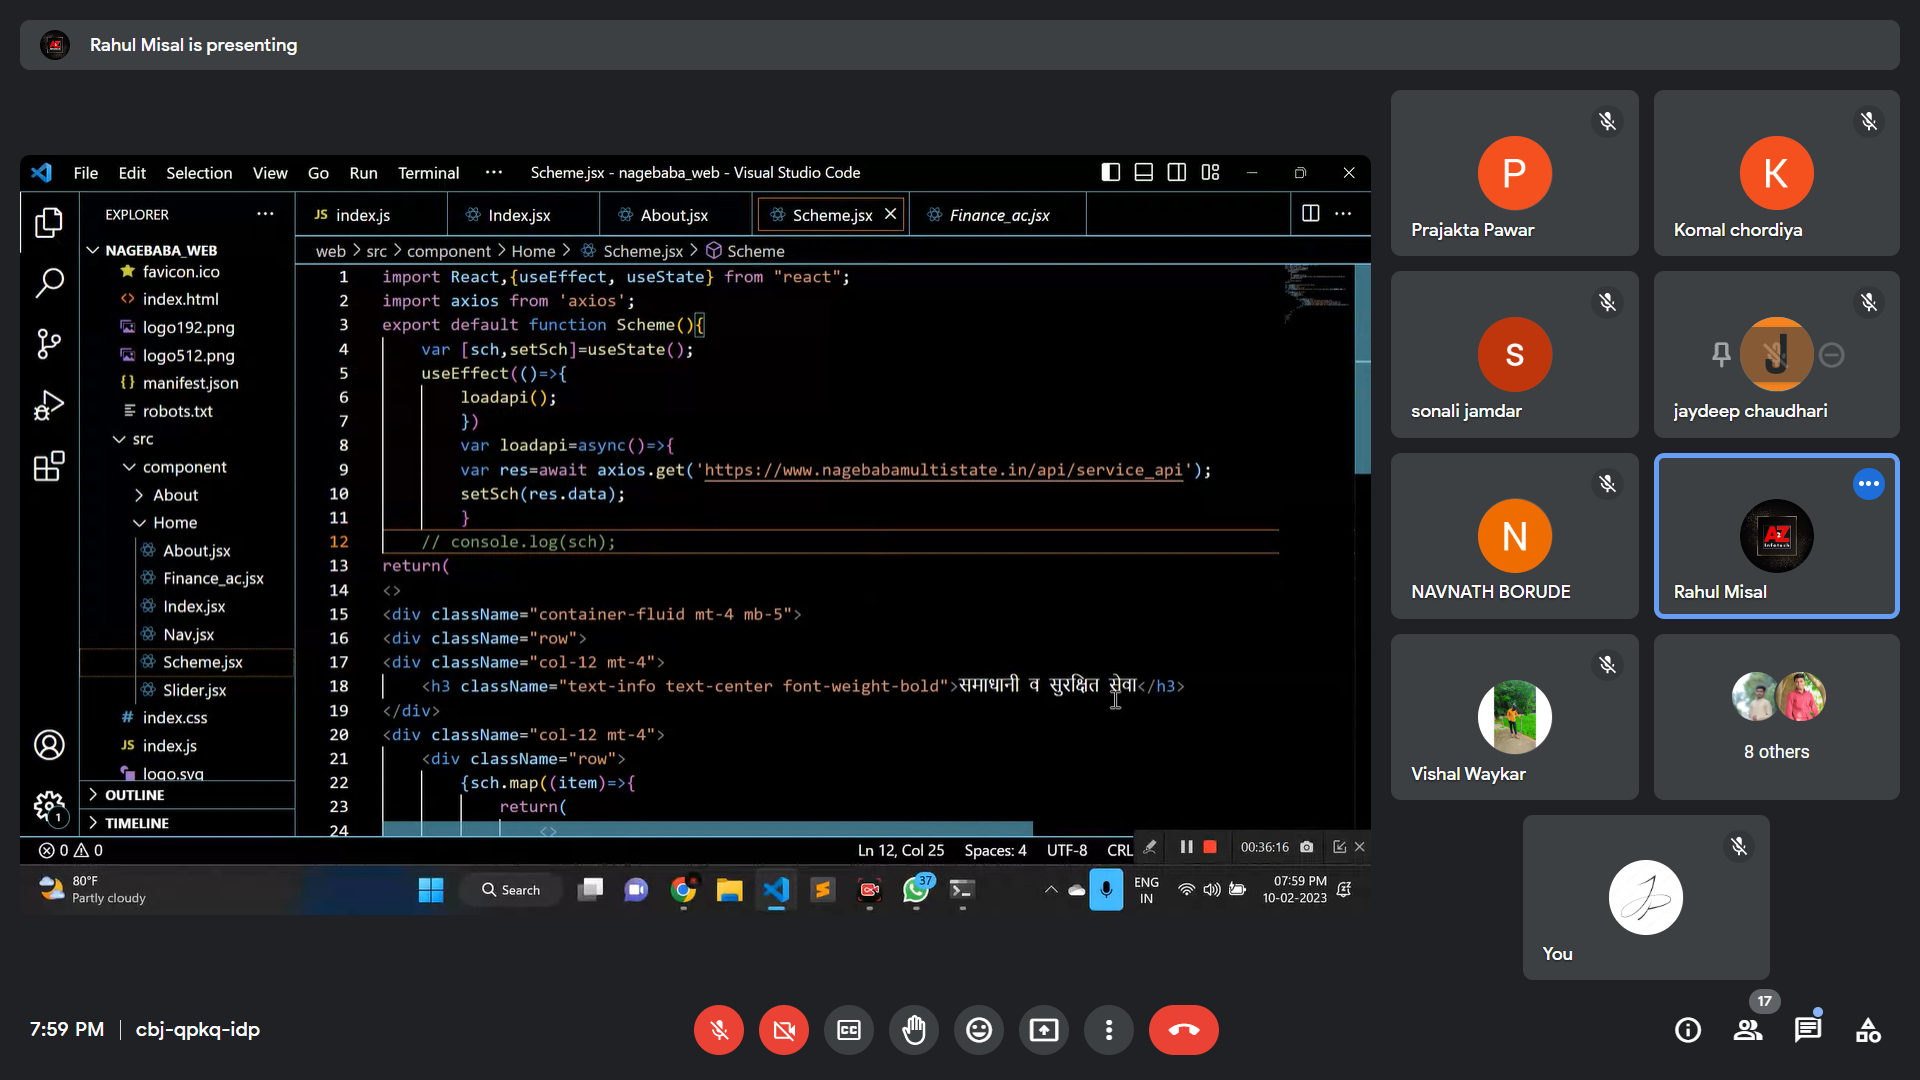 Rahul Misal is presenting
File Edit Selection View Go Run Terminal ··· Scheme.jsx - nagebaba_web - Visual Studio Code
EXPLORER ···
JS index.js Index.jsx About.jsx Scheme.jsx Finance_ac.jsx ···
web > src > component > Home > Scheme.jsx > Scheme
NAGEBABA_WEB
favicon.ico
index.html
logo192.png
logo512.png
manifest.json
robots.txt
src
component
About
Home
About.jsx
Finance_ac.jsx
Index.jsx
Nav.jsx
Scheme.jsx
Slider.jsx
# index.css
JS index.js
logo.svg
OUTLINE
TIMELINE
1 import React,{useEffect, useState} from "react";
2 import axios from 'axios';
3 export default function Scheme(){
4 var [sch,setSch]=useState();
5 useEffect(()=>{
6 loadapi();
7 })
8 var loadapi=async()=>{
9 var res=await axios.get('https://www.nagebabamultistate.in/api/service_api');
10 setSch(res.data);
11 }
12 // console.log(sch);
13 return(
14 <>
15 <div className="container-fluid mt-4 mb-5">
16 <div className="row">
17 <div className="col-12 mt-4">
18 <h3 className="text-info text-center font-weight-bold">समाधानी व सुरक्षित सेवा</h3>
19 </div>
20 <div className="col-12 mt-4">
21 <div className="row">
22 {sch.map((item)=>{
23 return(
24 <>
0 0 Ln 12, Col 25 Spaces: 4 UTF-8 CRL 00:36:16
1
80°F
Partly cloudy
Search
37
ENG
IN
07:59 PM
10-02-2023
P
Prajakta Pawar
K
Komal chordiya
S
sonali jamdar
J
jaydeep chaudhari
N
NAVNATH BORUDE
A2Z
Infotech
Rahul Misal
Vishal Waykar
8 others
You
7:59 PM | cbj-qpkq-idp
CC
17